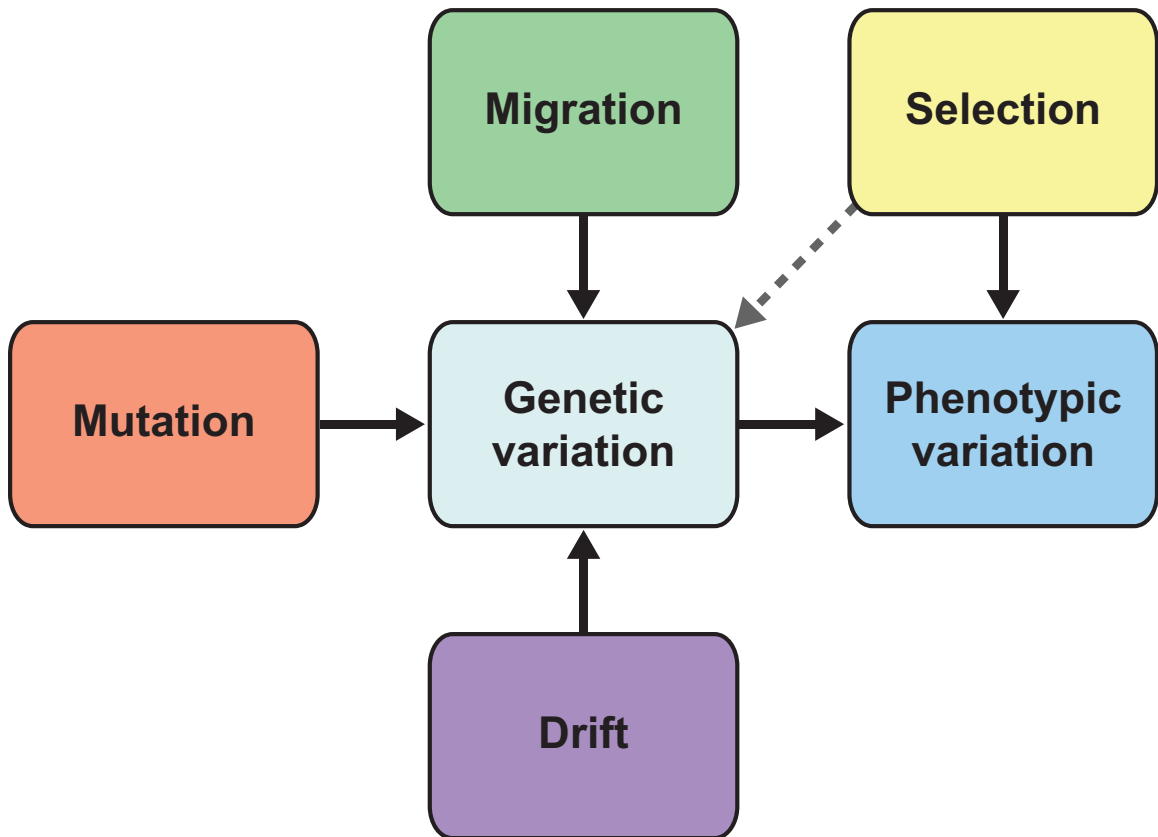 Migration
Selection
Mutation
Genetic
variation
Phenotypic
variation
Drift